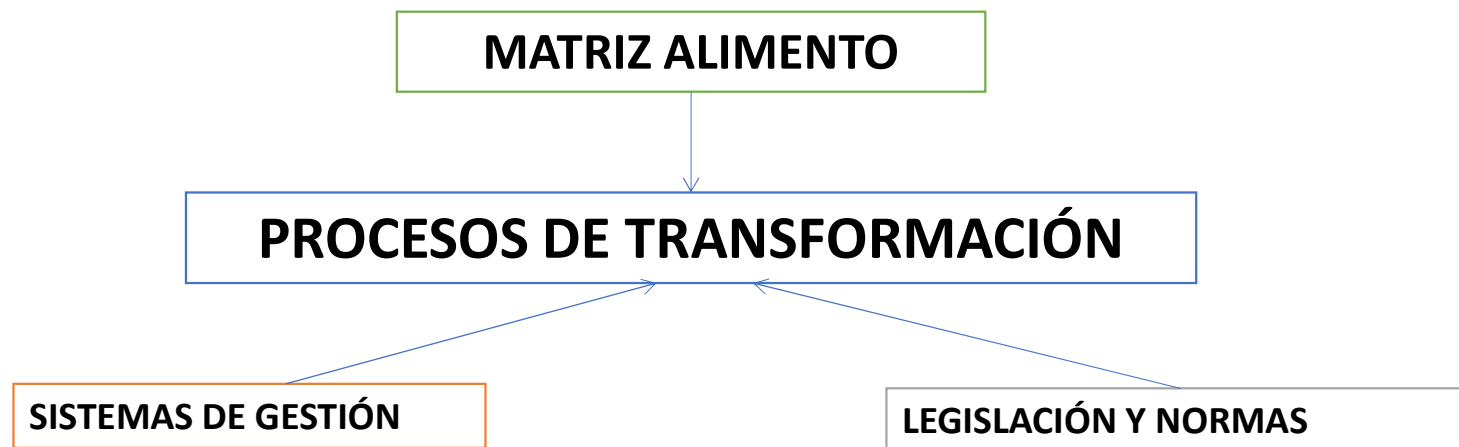 MATRIZ ALIMENTO
PROCESOS DE TRANSFORMACIÓN
SISTEMAS DE GESTIÓN
LEGISLACIÓN Y NORMAS